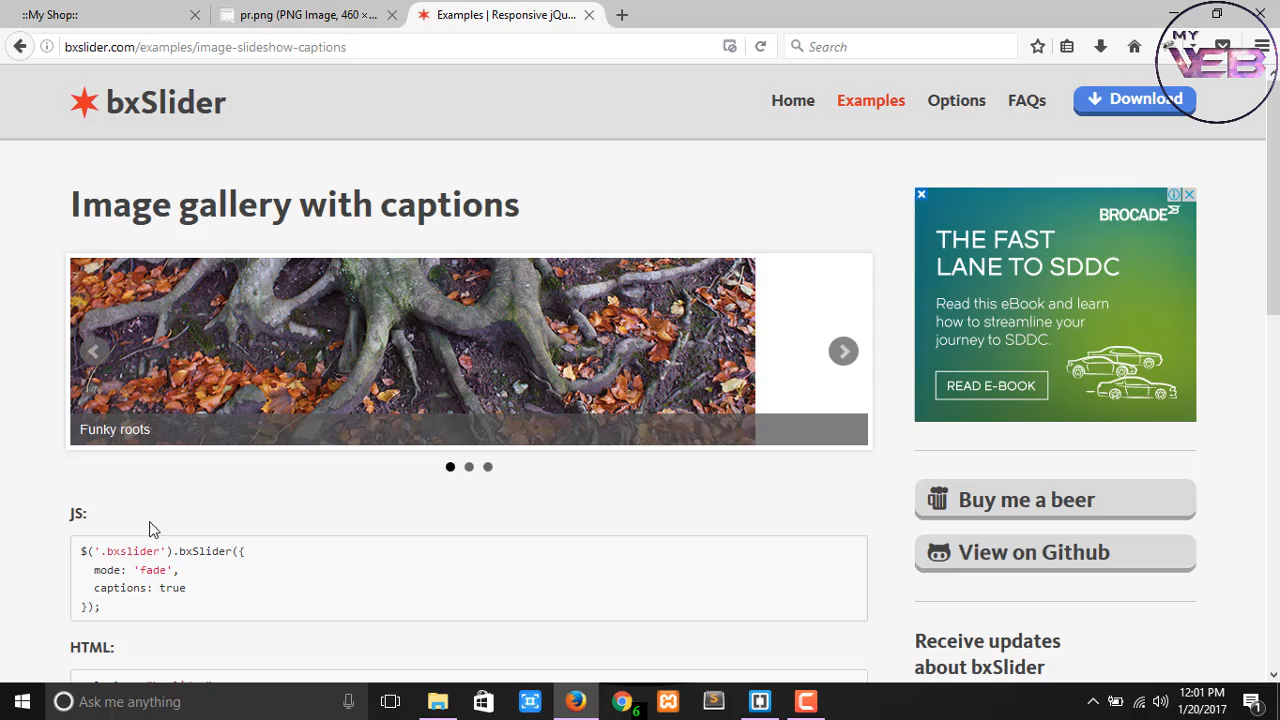 ::My Shop::
pr.png (PNG Image, 460 ×...
Examples | Responsive jQu...
bxslider.com/examples/image-slideshow-captions
Search
MY
VEB
bxSlider
Home
Examples
Options
FAQs
Download
Image gallery with captions
Funky roots
JS:
$('.bxslider').bxSlider({
mode: 'fade',
captions: true
});
HTML:
BROCADE
THE FAST
LANE TO SDDC
Read this eBook and learn
how to streamline your
journey to SDDC.
READ E-BOOK
Buy me a beer
View on Github
Receive updates
about bxSlider
Ask me anything
6
12:01 PM
1/20/2017
1